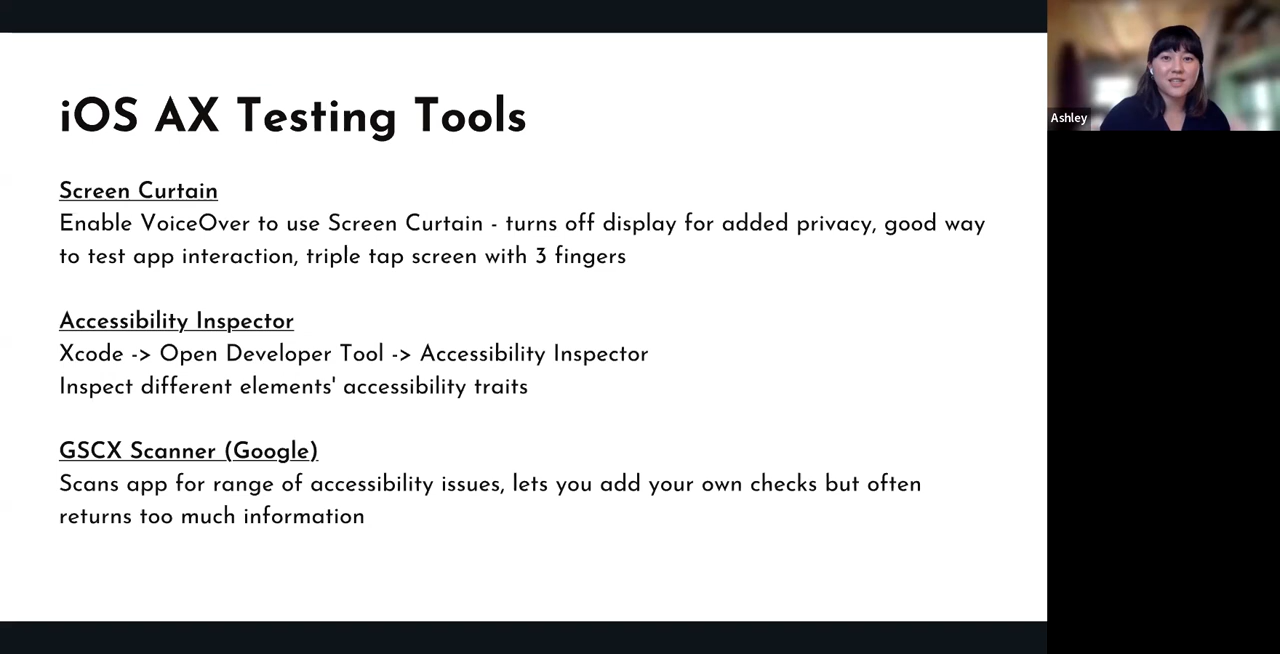 iOS AX Testing Tools
Screen Curtain
Enable VoiceOver to use Screen Curtain - turns off display for added privacy, good way
to test app interaction, triple tap screen with 3 fingers
Accessibility Inspector
Xcode -> Open Developer Tool -> Accessibility Inspector
Inspect different elements' accessibility traits
GSCX Scanner (Google)
Scans app for range of accessibility issues, lets you add your own checks but often
returns too much information
Ashley